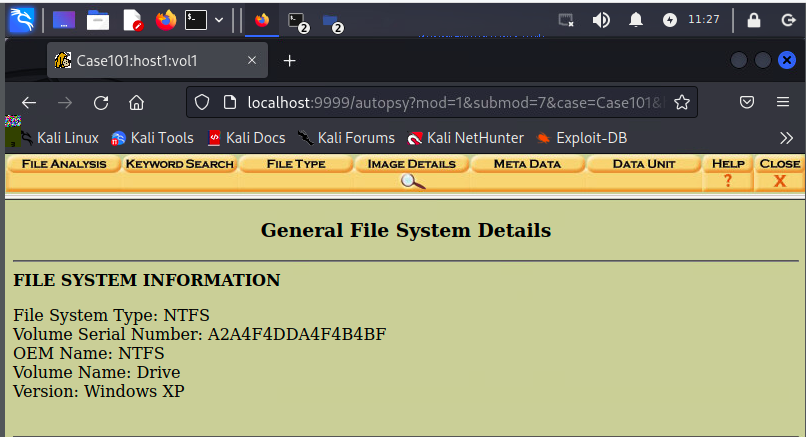 11:27
2
2
Case101:host1:vol1
localhost:9999/autopsy?mod=1&submod=7&case=Case101&
Kali Linux Kali Tools Kali Docs Kali Forums Kali NetHunter Exploit-DB
FILE ANALYSIS KEYWORD SEARCH FILE TYPE IMAGE DETAILS META DATA DATA UNIT HELP CLOSE
? X
General File System Details
FILE SYSTEM INFORMATION
File System Type: NTFS
Volume Serial Number: A2A4F4DDA4F4B4BF
OEM Name: NTFS
Volume Name: Drive
Version: Windows XP